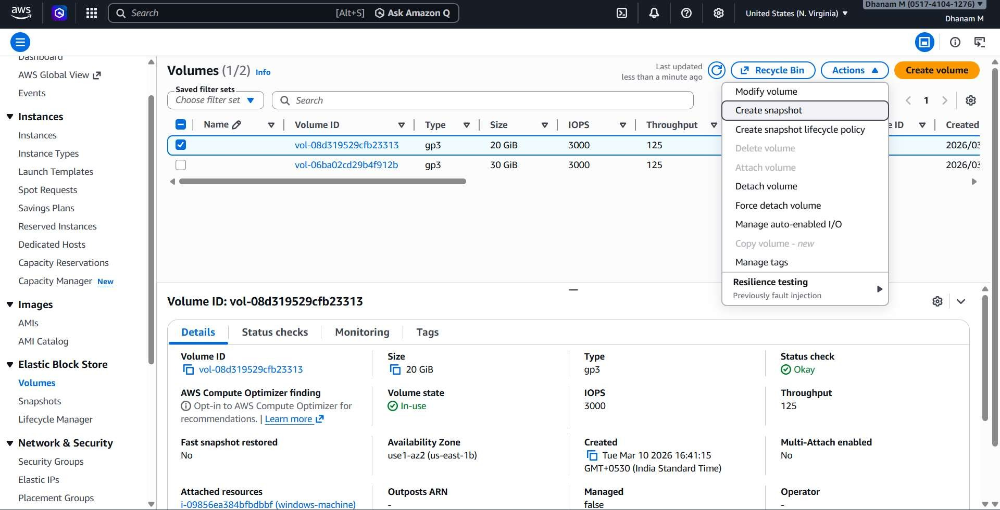 aws
Search [Alt+S] Ask Amazon Q
United States (N. Virginia)
Dhanam M (0517-4104-1276)
Dhanam M
Dashboard
AWS Global View
Events
Instances
Instances
Instance Types
Launch Templates
Spot Requests
Savings Plans
Reserved Instances
Dedicated Hosts
Capacity Reservations
Capacity Manager New
Images
AMIs
AMI Catalog
Elastic Block Store
Volumes
Snapshots
Lifecycle Manager
Network & Security
Security Groups
Elastic IPs
Placement Groups
Volumes (1/2) Info
Last updated
less than a minute ago
Recycle Bin
Actions
Create volume
Saved filter sets
Choose filter set
Search
1
Name Volume ID Type Size IOPS Throughput ID Created
vol-08d319529cfb23313 gp3 20 GiB 3000 125 2026/03
vol-06ba02cd29b4f912b gp3 30 GiB 3000 125 2026/03
Modify volume
Create snapshot
Create snapshot lifecycle policy
Delete volume
Attach volume
Detach volume
Force detach volume
Manage auto-enabled I/O
Copy volume - new
Manage tags
Resilience testing
Previously fault injection
Volume ID: vol-08d319529cfb23313
Details Status checks Monitoring Tags
Volume ID
vol-08d319529cfb23313
Size
20 GiB
Type
gp3
Status check
Okay
AWS Compute Optimizer finding
Opt-in to AWS Compute Optimizer for
recommendations. | Learn more
Volume state
In-use
IOPS
3000
Throughput
125
Fast snapshot restored
No
Availability Zone
use1-az2 (us-east-1b)
Created
Tue Mar 10 2026 16:41:15
GMT+0530 (India Standard Time)
Multi-Attach enabled
No
Attached resources
i-09856ea384bfbdbbf (windows-machine)
Outposts ARN
-
Managed
false
Operator
-